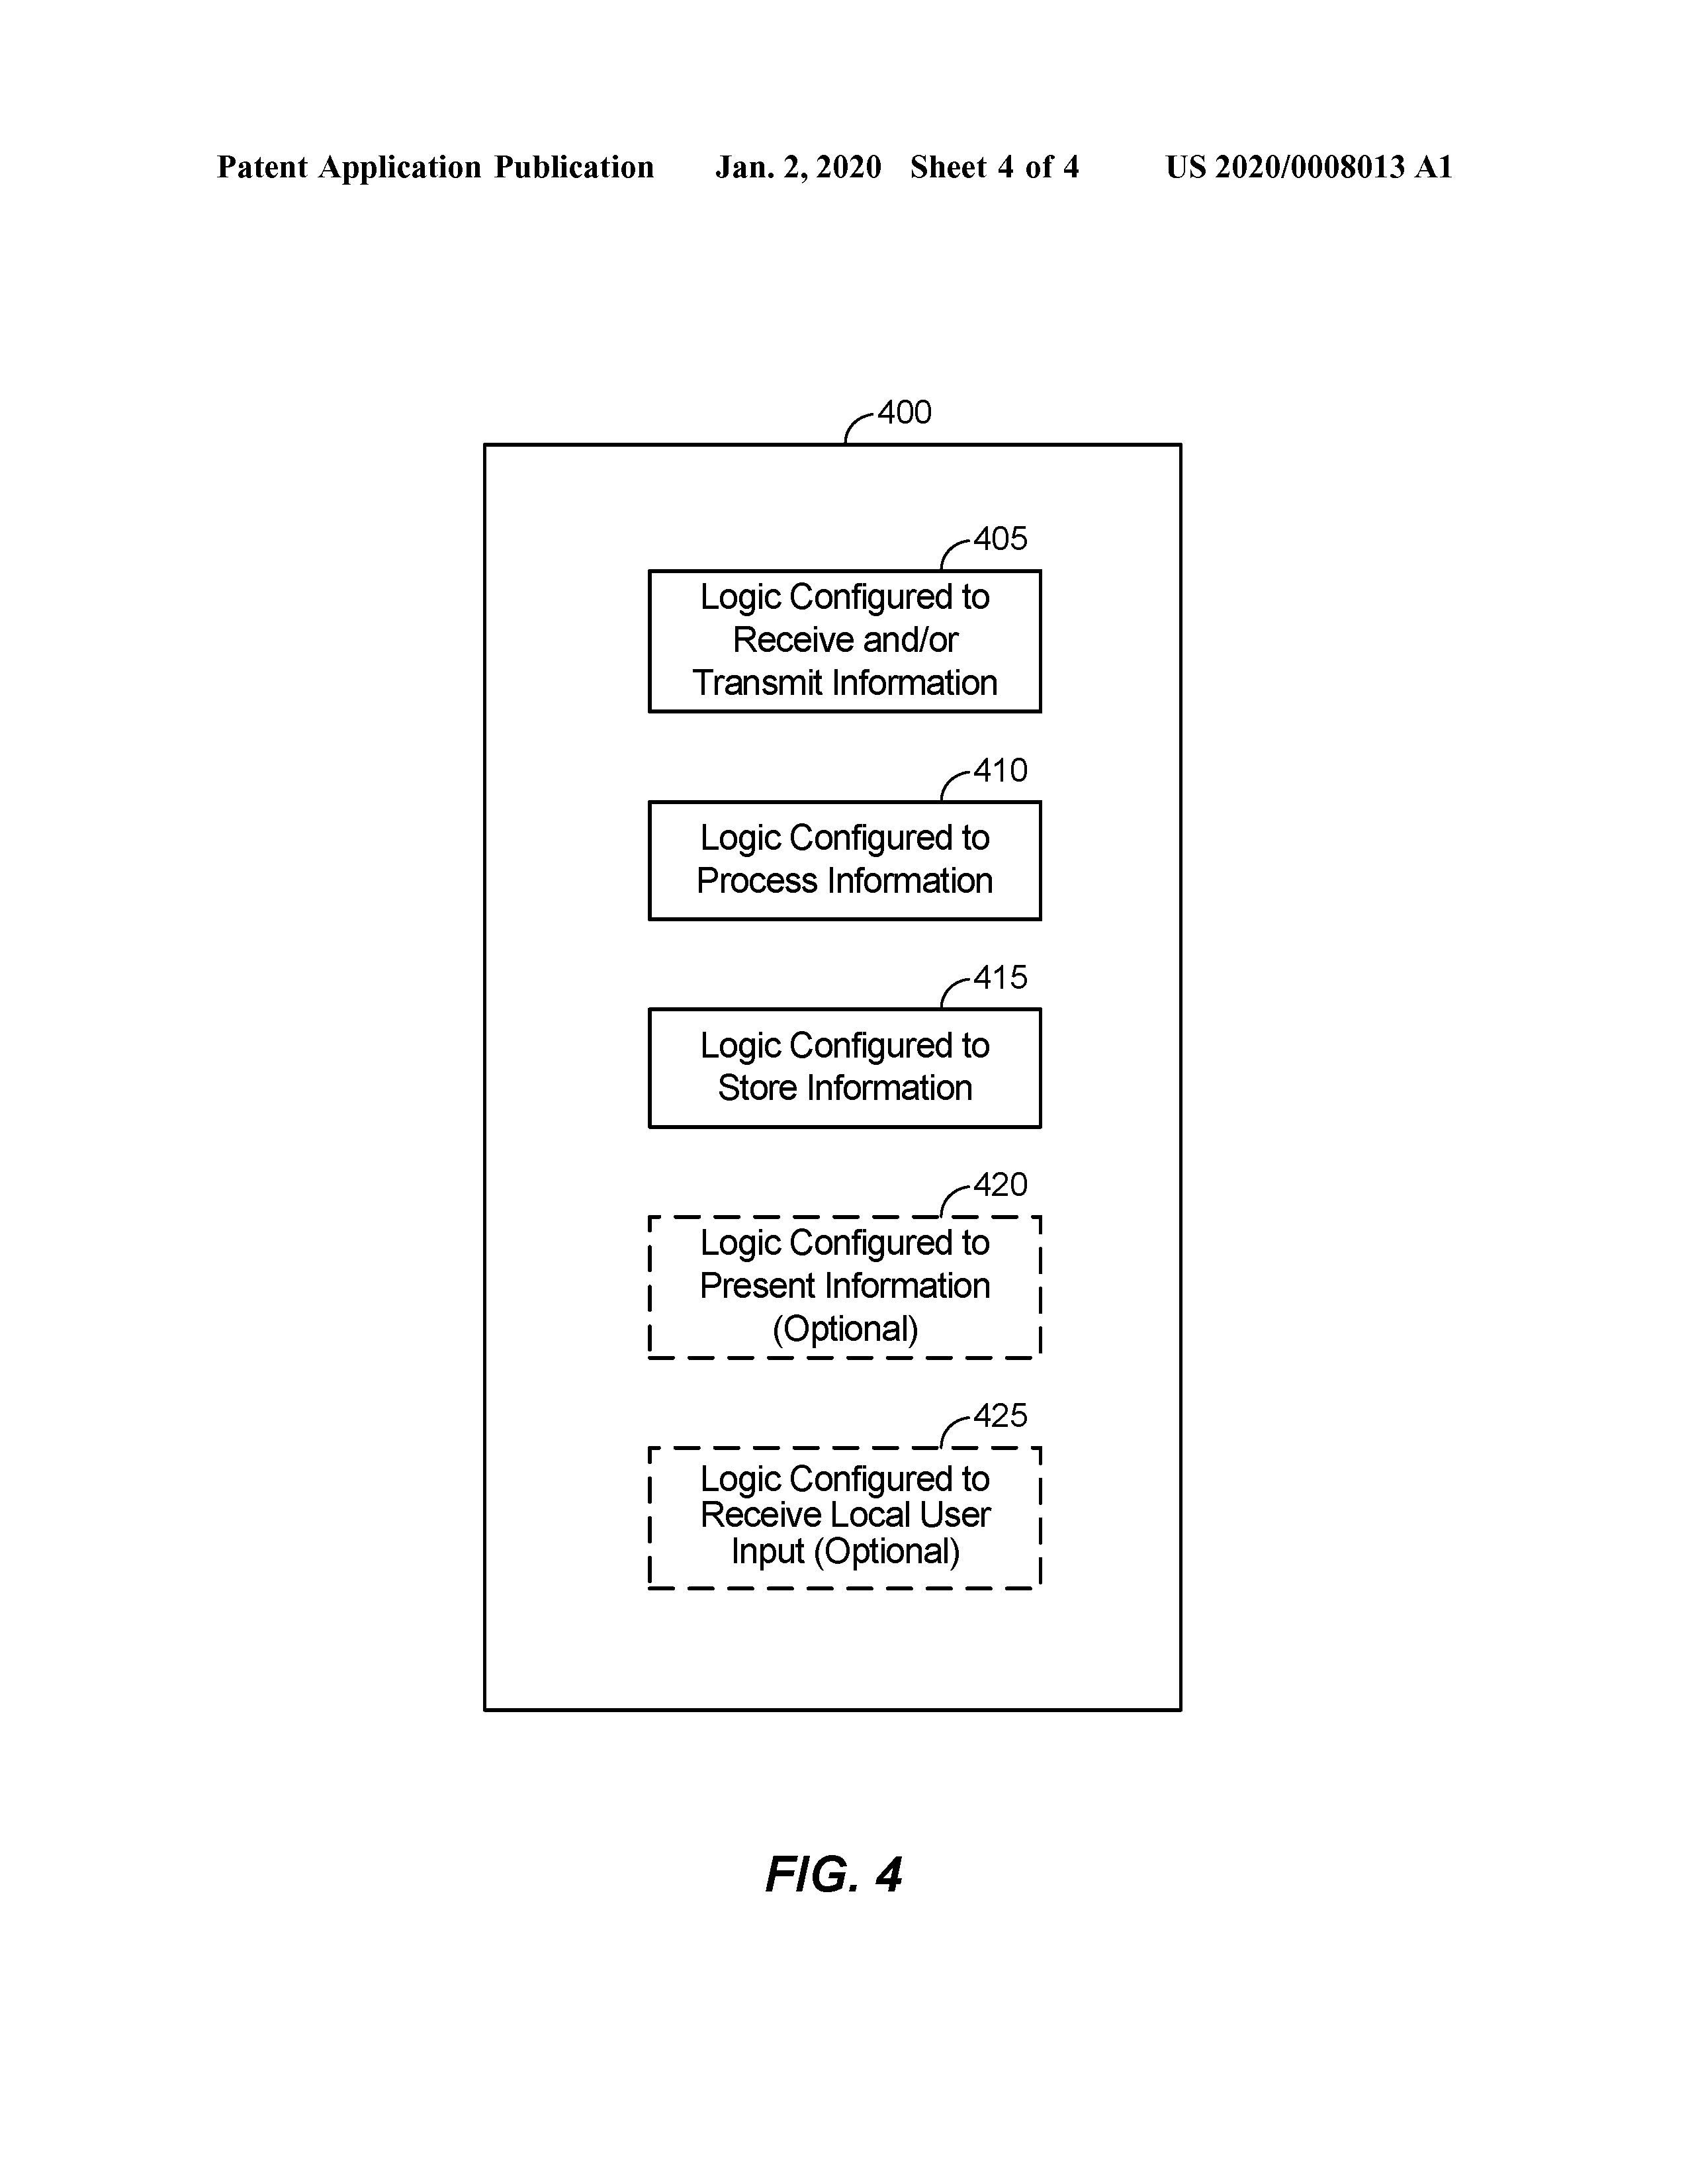 Patent Application Publication Jan. 2, 2020 Sheet 4 of 4 US 2020/0008013 A1
400
405
Logic Configured to
Receive and/or
Transmit Information
410
Logic Configured to
Process Information
415
Logic Configured to
Store Information
420
Logic Configured to
Present Information
(Optional)
425
Logic Configured to
Receive Local User
Input (Optional)
FIG. 4